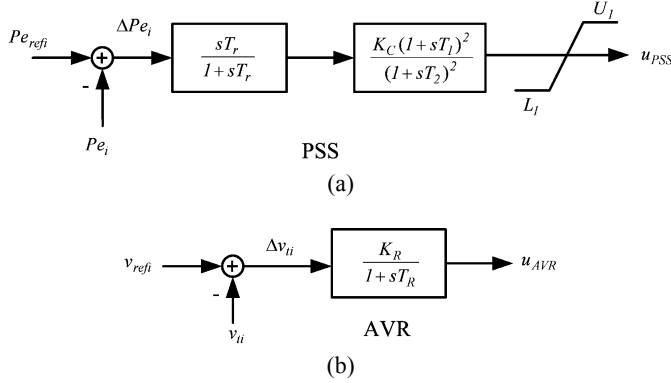 Pe_refi
ΔPe_i
+
-
Pe_i
sT_r
1+sT_r
K_C(1+sT_1)^2
(1+sT_2)^2
U_1
L_1
u_PSS
PSS
(a)
v_refi
Δv_ti
+
-
v_ti
K_R
1+sT_R
u_AVR
AVR
(b)